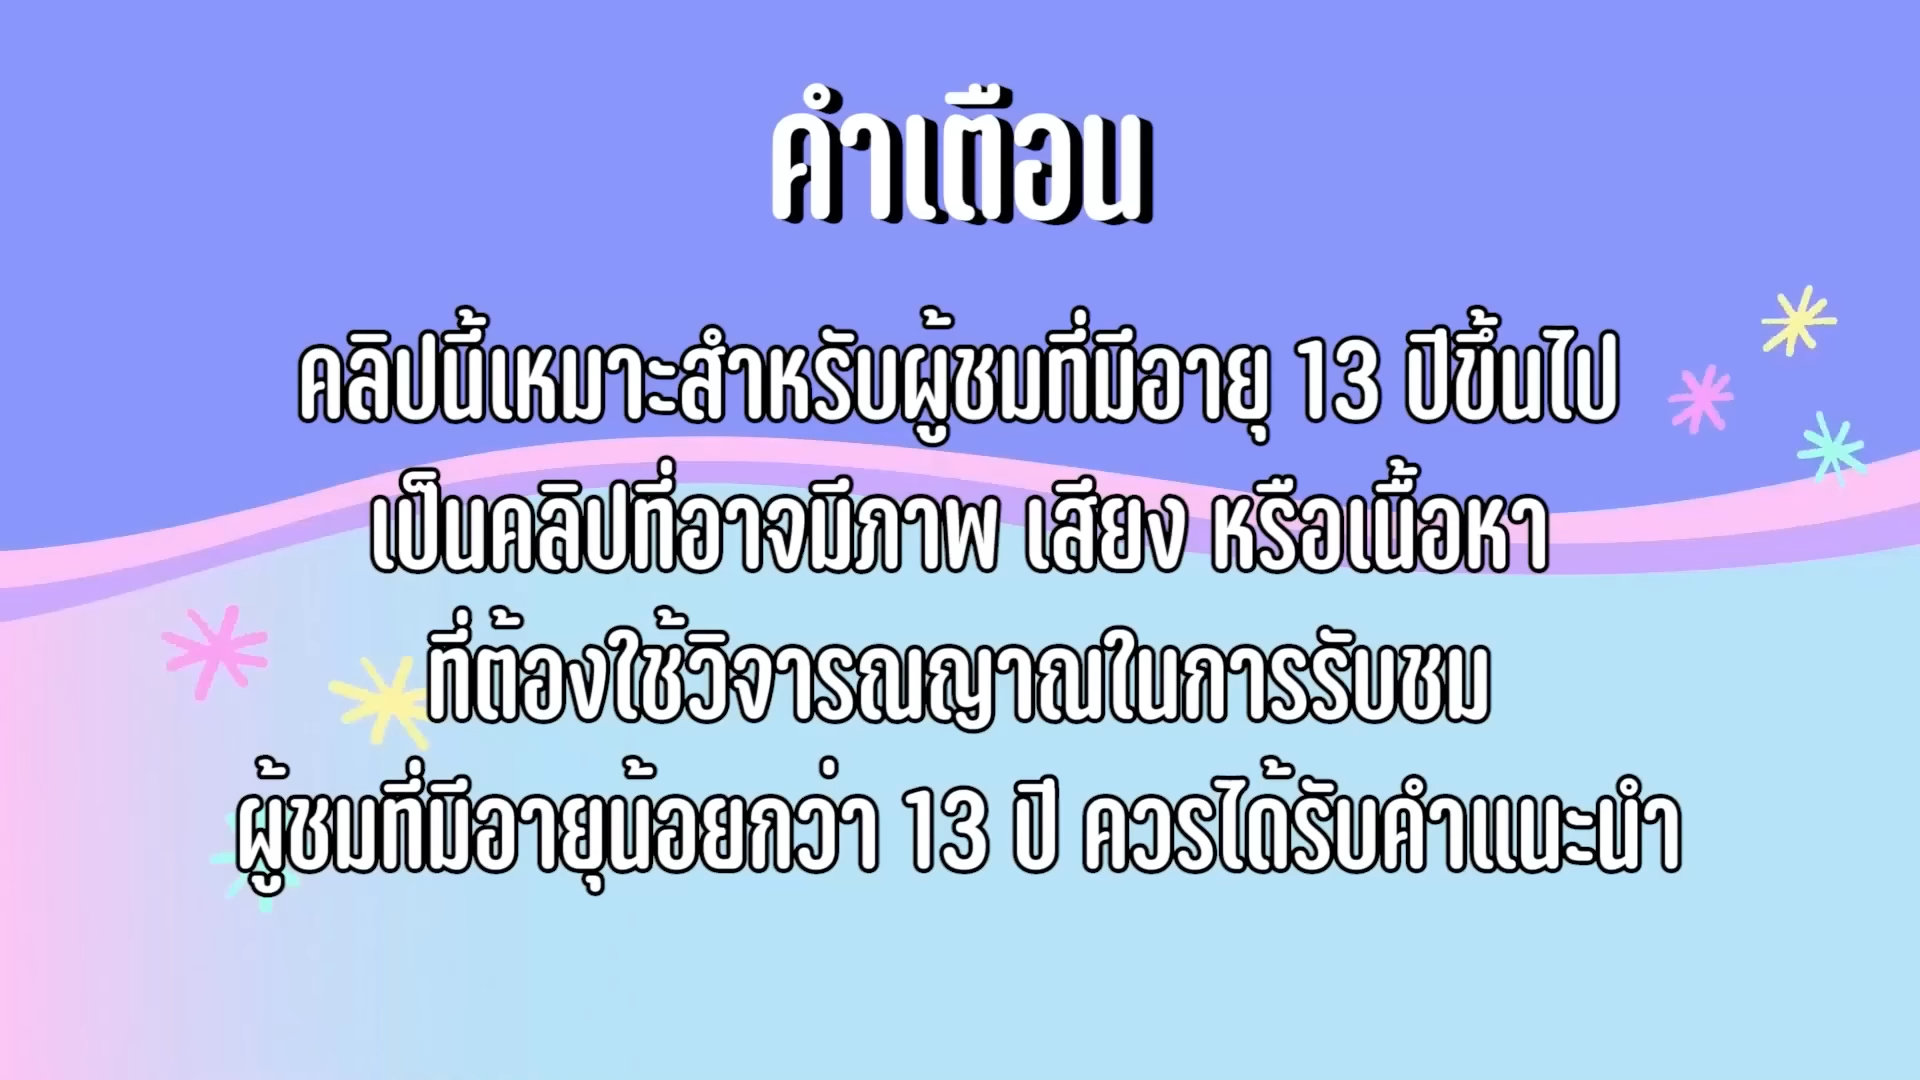 คำเตือน
คลิปนี้เหมาะสำหรับผู้ชมที่มีอายุ 13 ปีขึ้นไป
เป็นคลิปที่อาจมีภาพ เสียง หรือเนื้อหา
ที่ต้องใช้วิจารณญาณในการรับชม
ผู้ชมที่มีอายุน้อยกว่า 13 ปี ควรได้รับคำแนะนำ